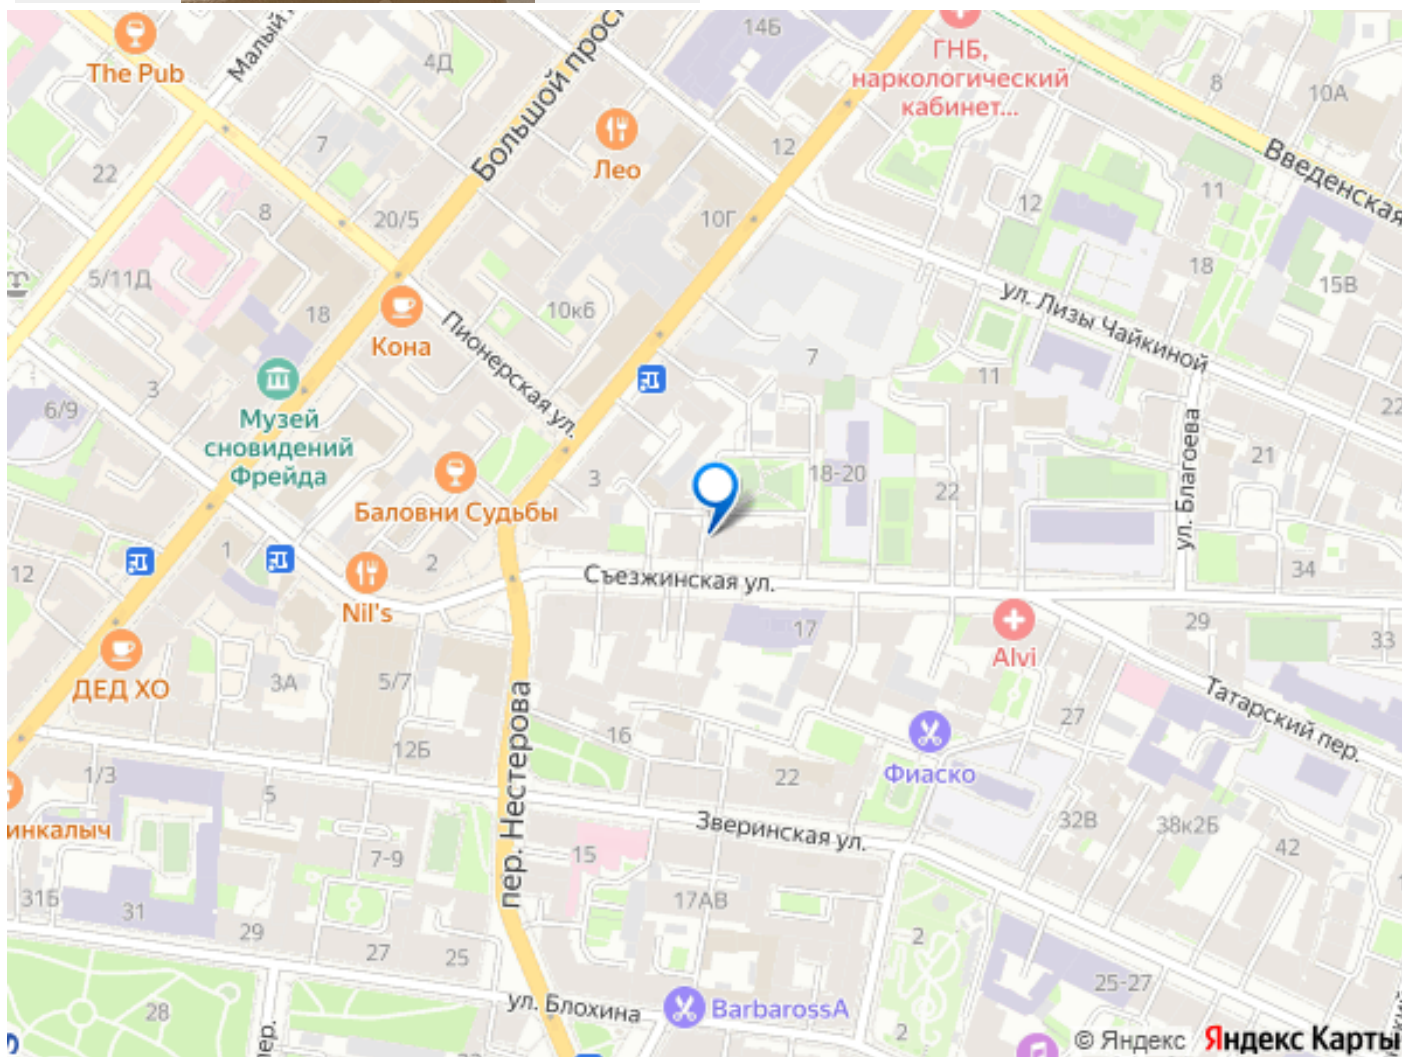 14Б
4Д
The Pub
Малый
Большой прос
ГНБ,
наркологический
кабинет...
8
10А
7
12
Лео
Введенская
22
11
8
20/5
10Г
12
18
5/11Д
15В
ул. Лизы Чайкиной
18
10к6
Кона
Пионерская ул.
7
11
3
6/9
22
Музей
сновидений
Фрейда
ул. Благоева
21
3
18-20
22
Баловни Судьбы
1
2
12
34
Съезжинская ул.
Nil's
17
29
33
Alvi
ДЕД ХО
3А
5/7
Татарский пер.
пер. Нестерова
27
16
12Б
22
Фиаско
1/3
5
инкалыч
Зверинская ул.
32В
38к2Б
42
7-9
15
31Б
31
17АВ
29
27
25
2
25-27
28
ул. Блохина
BarbarossA
2
пер.
© Яндекс Яндекс Карты